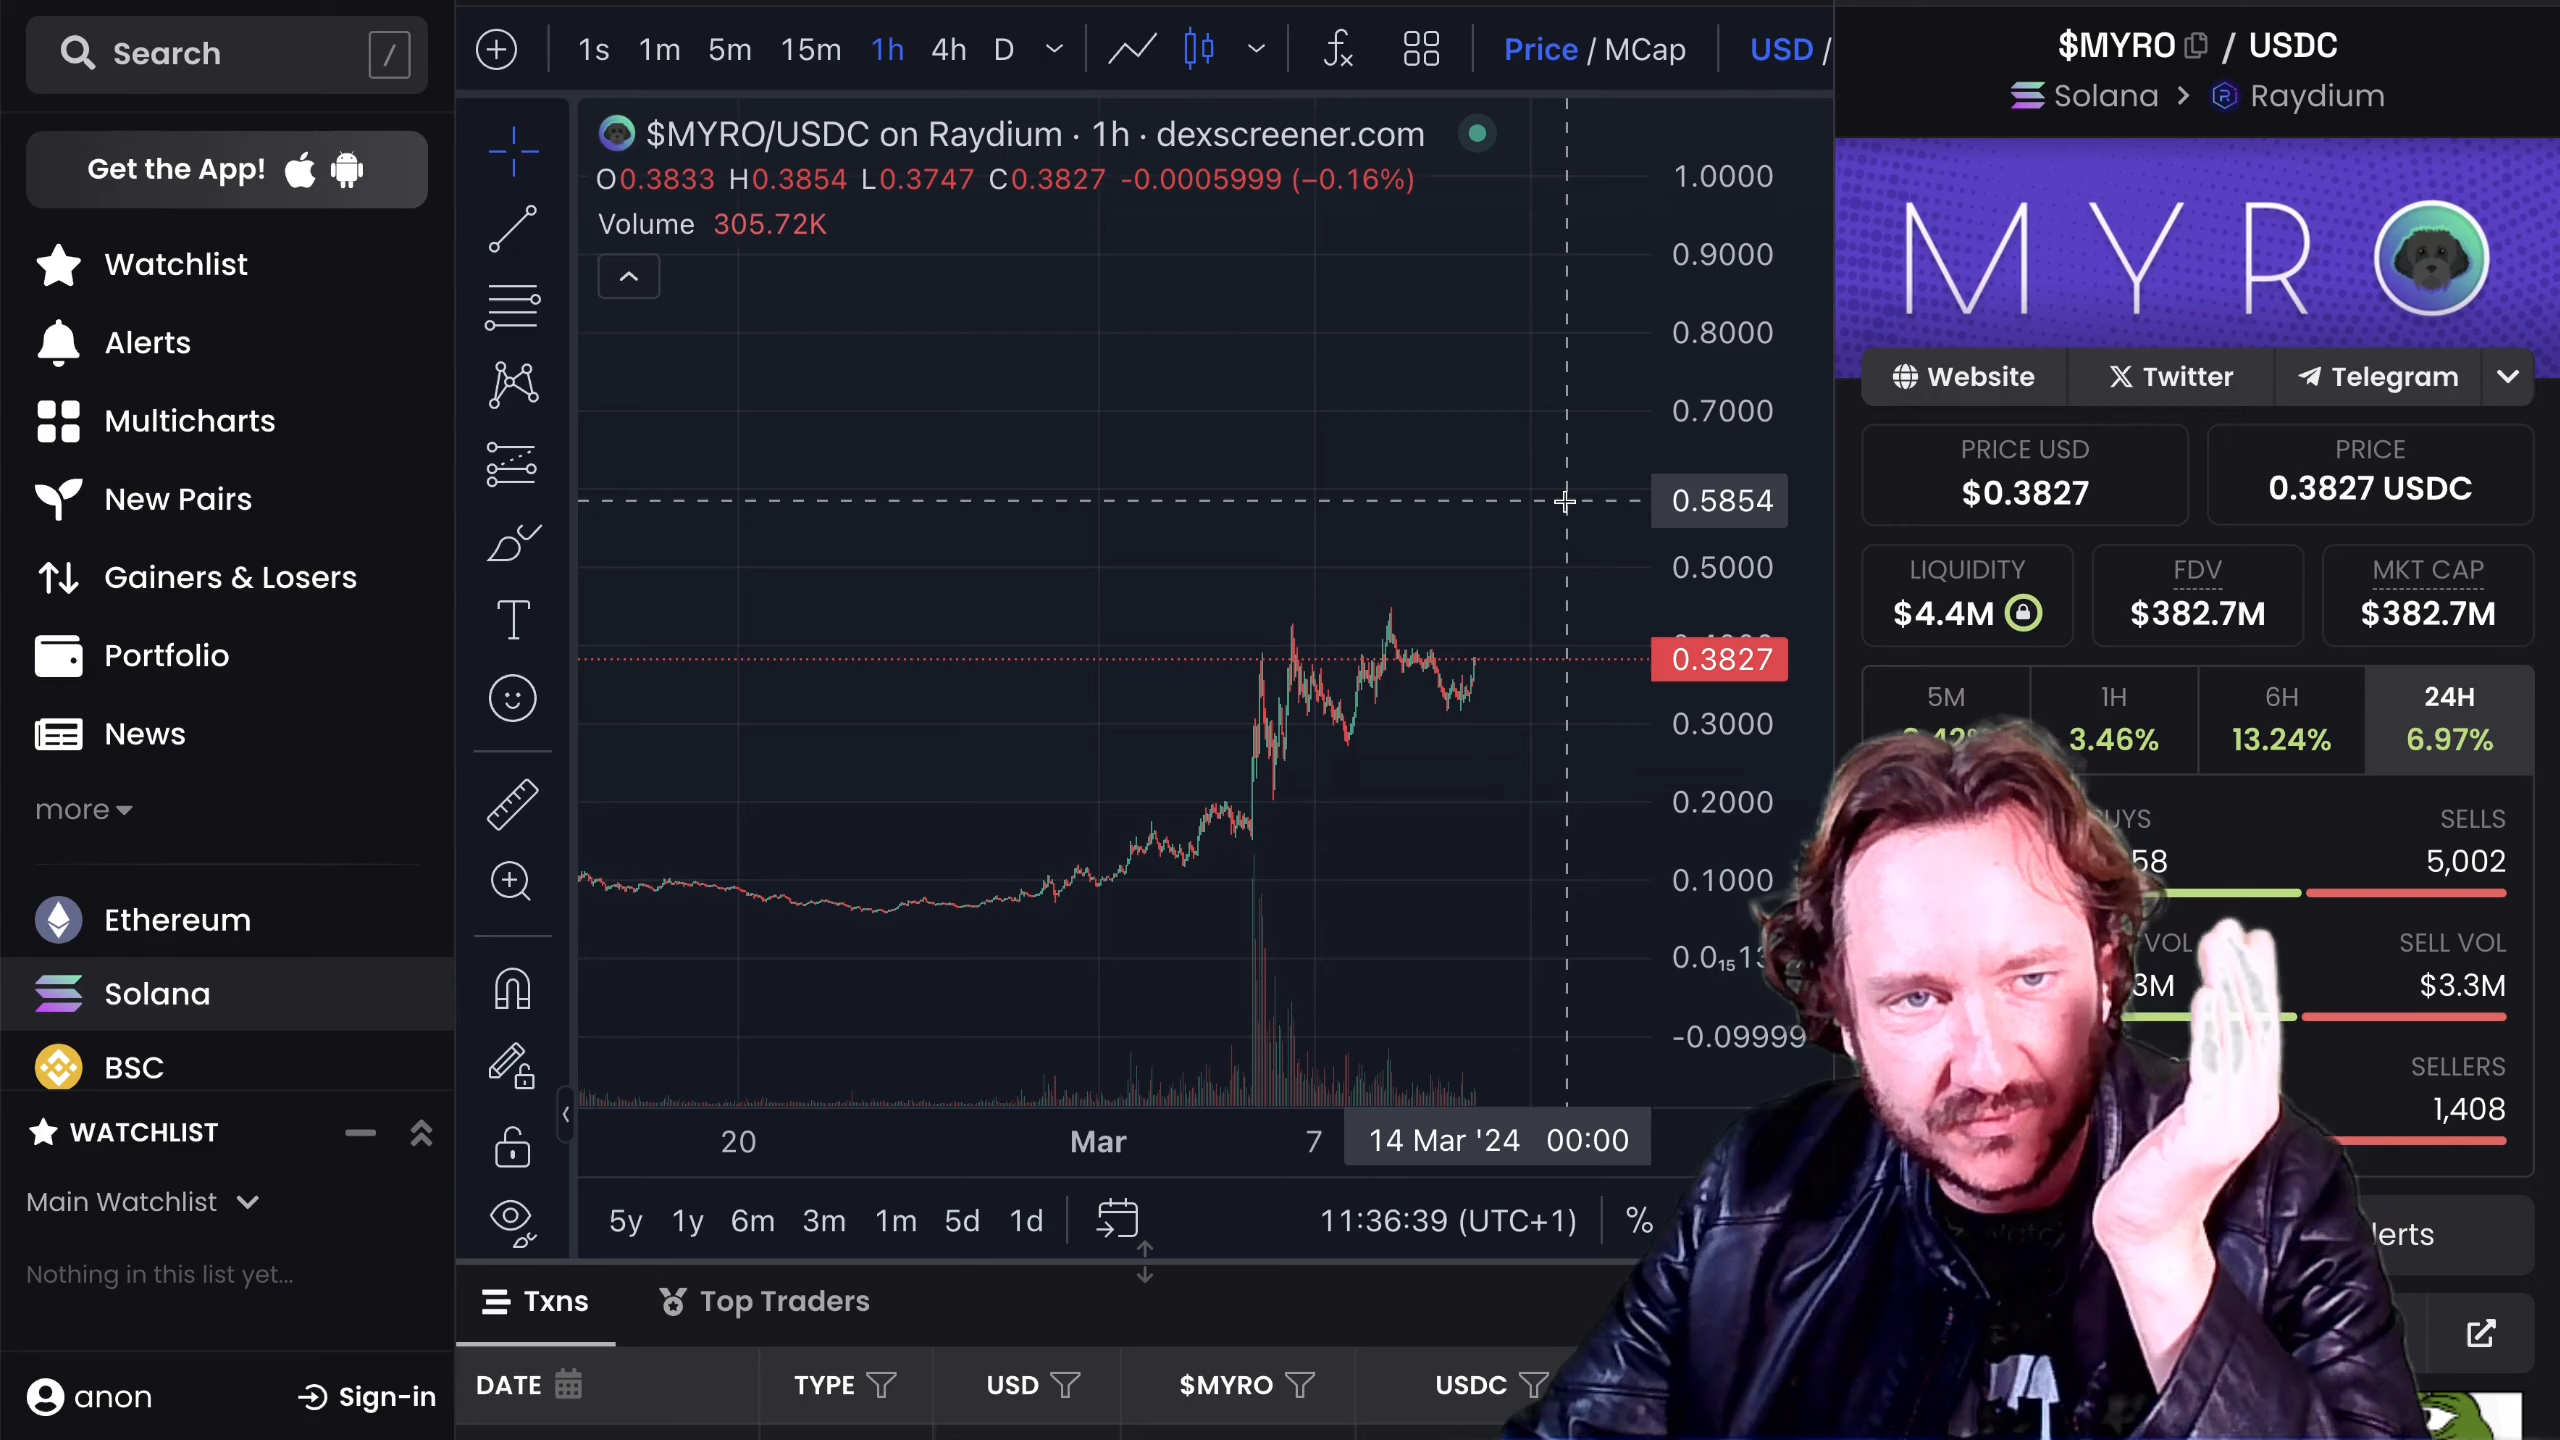 Search /
Get the App!
Watchlist
Alerts
Multicharts
New Pairs
Gainers & Losers
Portfolio
News
more
Ethereum
Solana
BSC
WATCHLIST
Main Watchlist
Nothing in this list yet...
anon Sign-in
1s 1m 5m 15m 1h 4h D Price / MCap USD /
$MYRO/USDC on Raydium · 1h · dexscreener.com
O0.3833 H0.3854 L0.3747 C0.3827 -0.0005999 (−0.16%)
Volume 305.72K
1.0000
0.9000
0.8000
0.7000
0.5854
0.5000
0.3827
0.3000
0.2000
0.1000
-0.09999
20 Mar 7 14 Mar '24 00:00
5y 1y 6m 3m 1m 5d 1d 11:36:39 (UTC+1) %
Txns Top Traders
DATE TYPE USD $MYRO USDC
$MYRO / USDC
Solana > Raydium
MYRO
Website Twitter Telegram
PRICE USD PRICE
$0.3827 0.3827 USDC
LIQUIDITY FDV MKT CAP
$4.4M $382.7M $382.7M
5M 1H 6H 24H
3.46% 13.24% 6.97%
SELLS
58 5,002
VOL SELL VOL
3M $3.3M
SELLERS
1,408